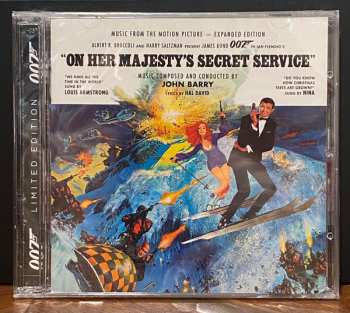 MUSIC FROM THE MOTION PICTURE — EXPANDED EDITION
ALBERT R. BROCCOLI AND HARRY SALTZMAN PRESENT JAMES BOND 007 IN IAN FLEMING'S
"ON HER MAJESTY'S SECRET SERVICE"
MUSIC COMPOSED AND CONDUCTED BY
JOHN BARRY
LYRICS BY HAL DAVID
"WE HAVE ALL THE
TIME IN THE WORLD"
SUNG BY
LOUIS ARMSTRONG
"DO YOU KNOW
HOW CHRISTMAS
TREES ARE GROWN?"
SUNG BY NINA
007 LIMITED EDITION 007